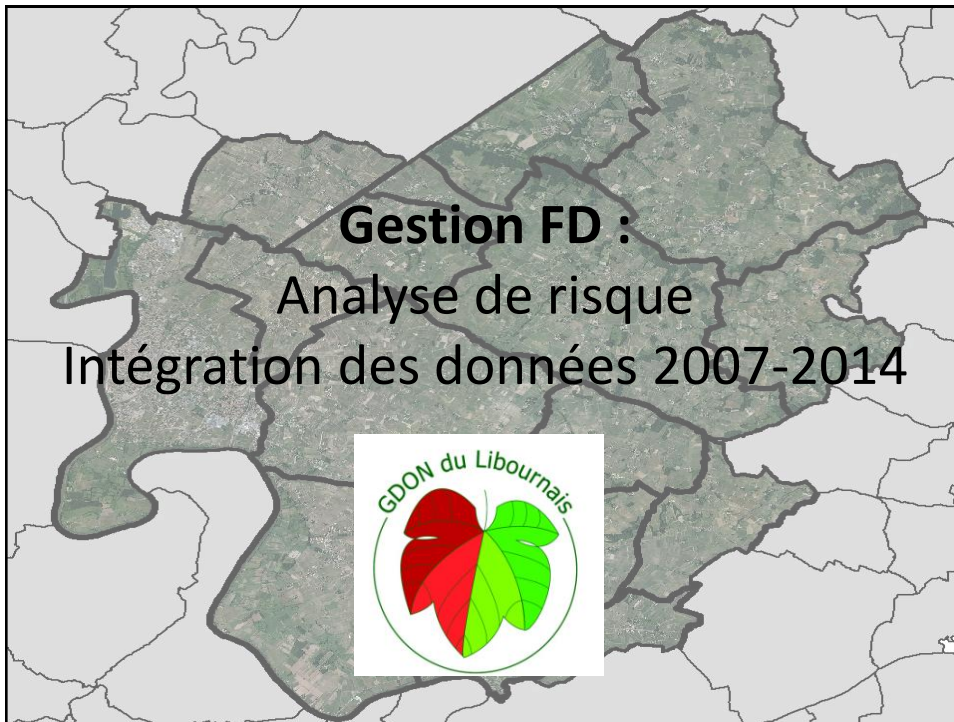 Gestion FD :
Analyse de risque
Intégration des données 2007-2014
GDON du Libournais